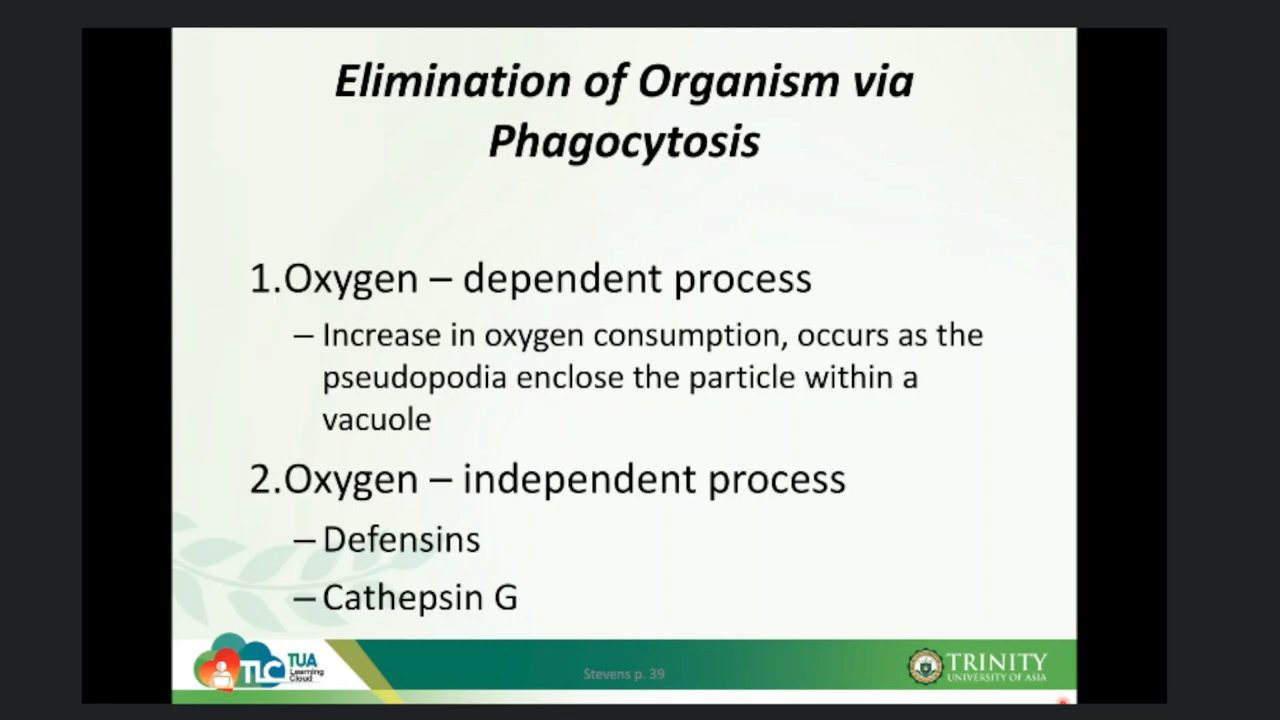 Elimination of Organism via
Phagocytosis
1.Oxygen – dependent process
– Increase in oxygen consumption, occurs as the
pseudopodia enclose the particle within a
vacuole
2.Oxygen – independent process
– Defensins
– Cathepsin G
TLC TUA
Learning
Cloud
Stevens p. 39
TRINITY
UNIVERSITY OF ASIA